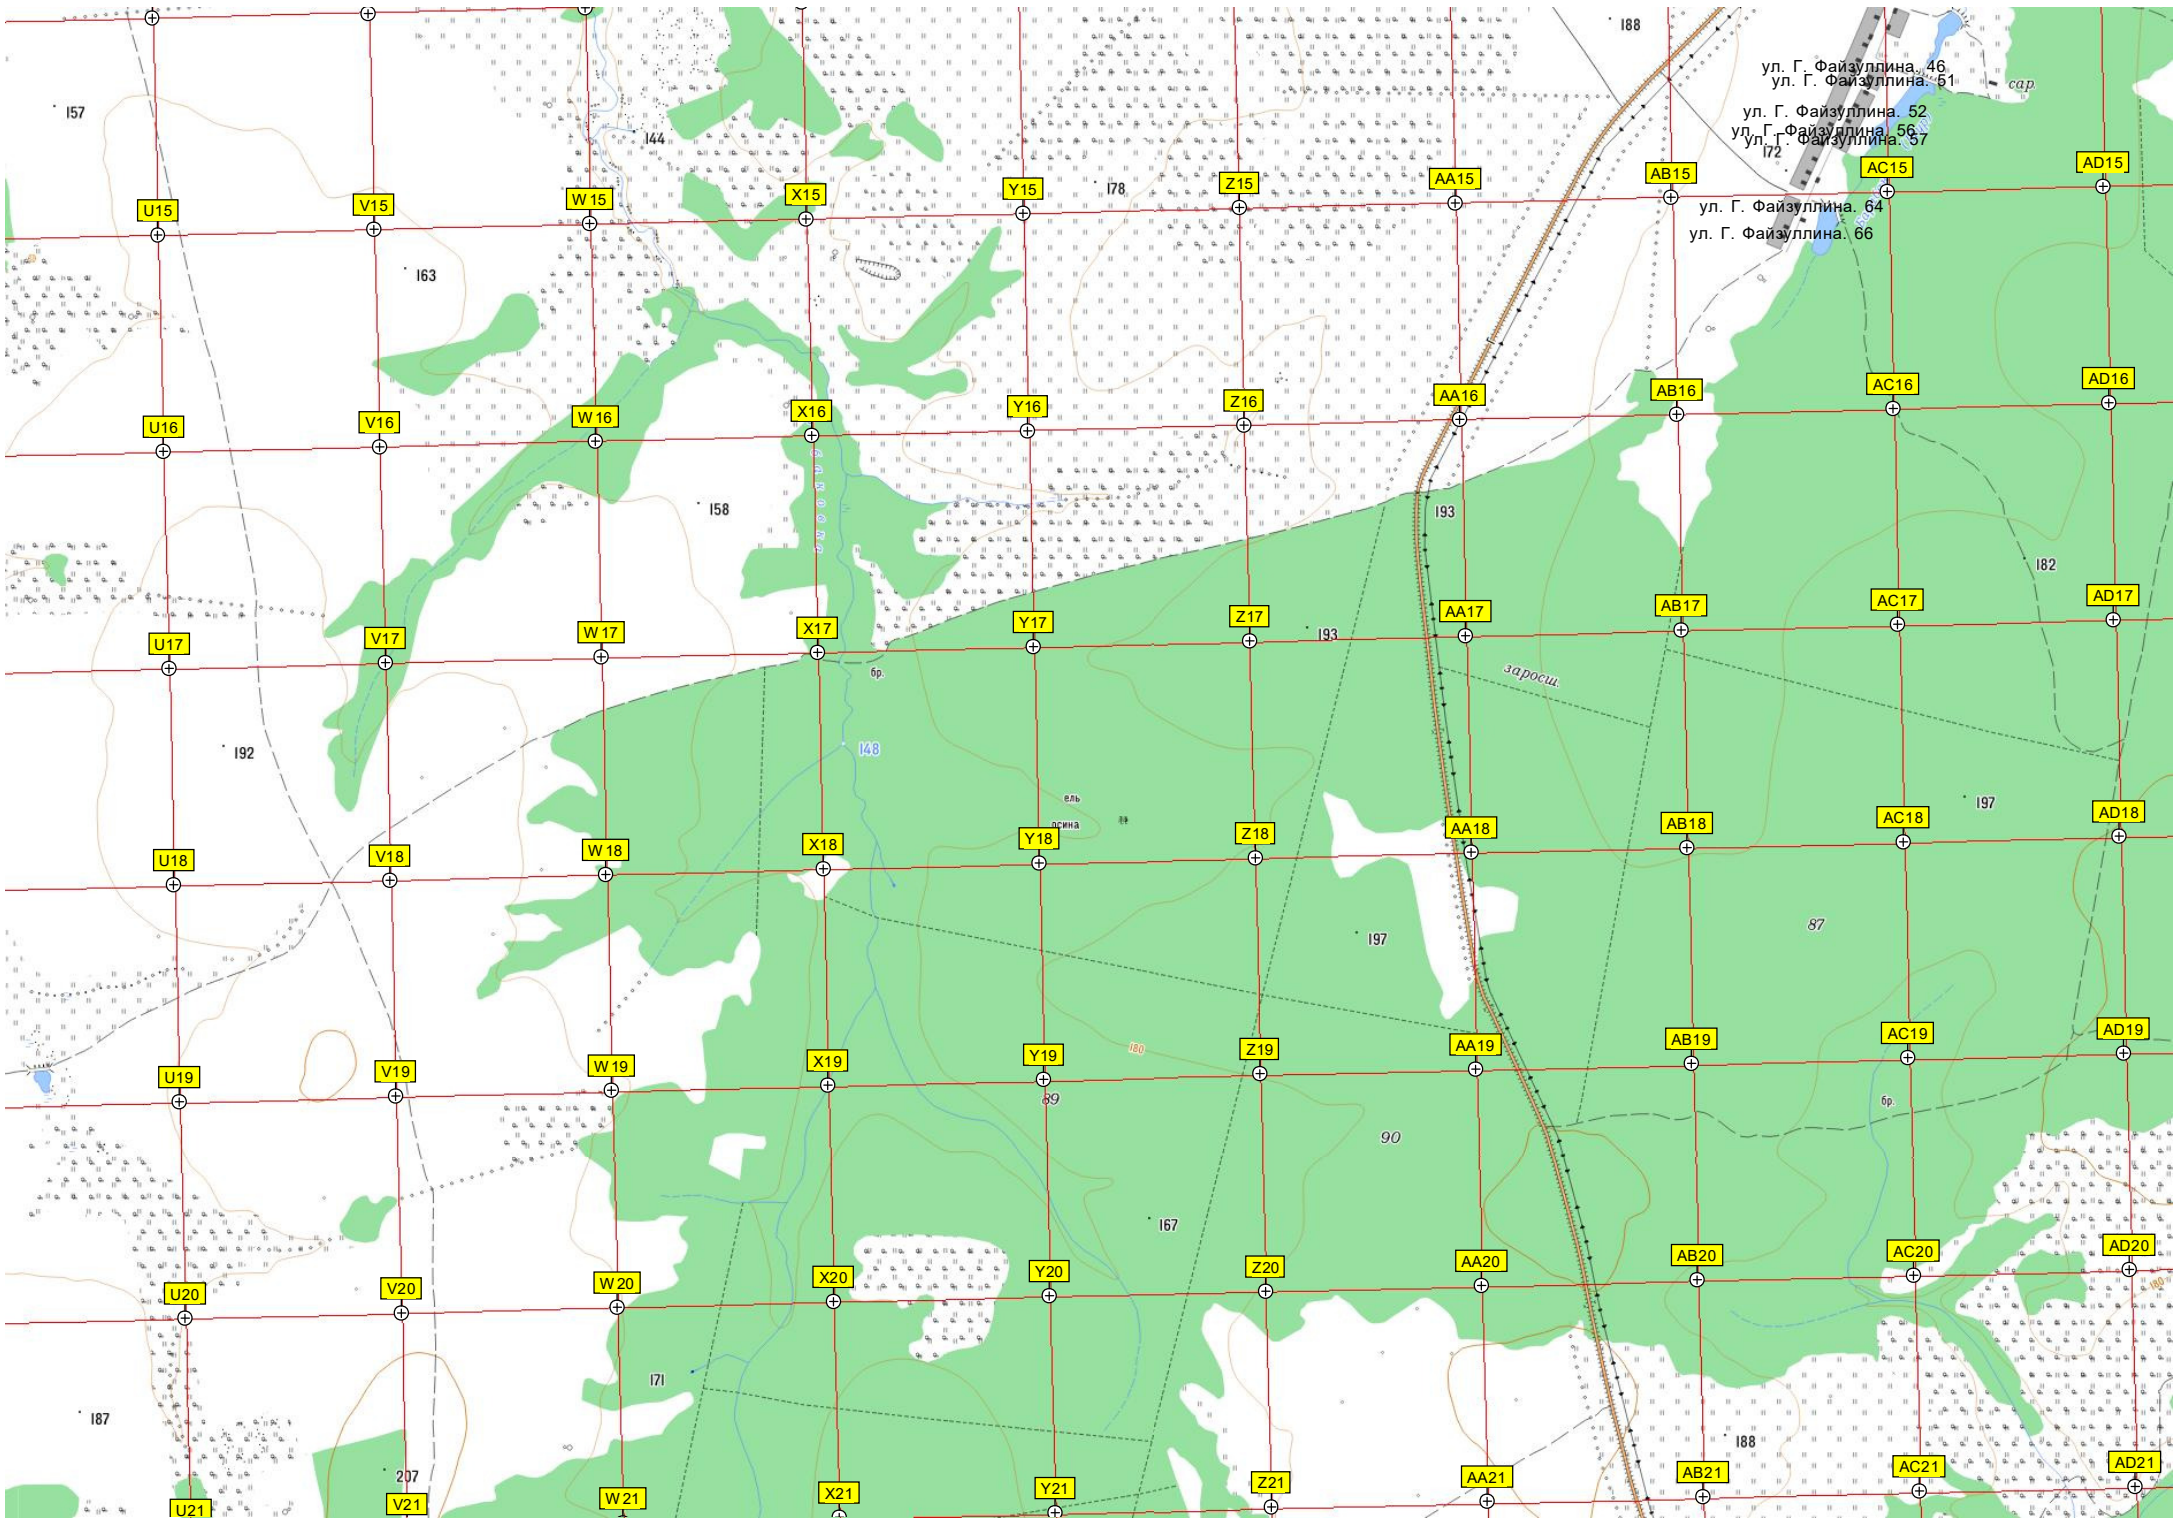 188
ул. Г. Файзуллина. 46
ул. Г. Файзуллина. 51
сар.
157
ул. Г. Файзуллина. 52
ул. Г. Файзуллина. 56
144
ул. Г. Файзуллина. 57
172
U15 V15 W15 X15 Y15 Z15 AA15 AB15 AC15 AD15
178
ул. Г. Файзуллина. 64
ул. Г. Файзуллина. 66
163
U16 V16 W16 X16 Y16 Z16 AA16 AB16 AC16 AD16
158
193
182
U17 V17 W17 X17 Y17 Z17 AA17 AB17 AC17 AD17
193
бр.
заросш.
192
148
ель
осина
197
U18 V18 W18 X18 Y18 Z18 AA18 AB18 AC18 AD18
87
197
U19 V19 W19 X19 Y19 Z19 AA19 AB19 AC19 AD19
180
89
бр.
90
167
U20 V20 W20 X20 Y20 Z20 AA20 AB20 AC20 AD20
180
171
187
188
207
U21 V21 W21 X21 Y21 Z21 AA21 AB21 AC21 AD21